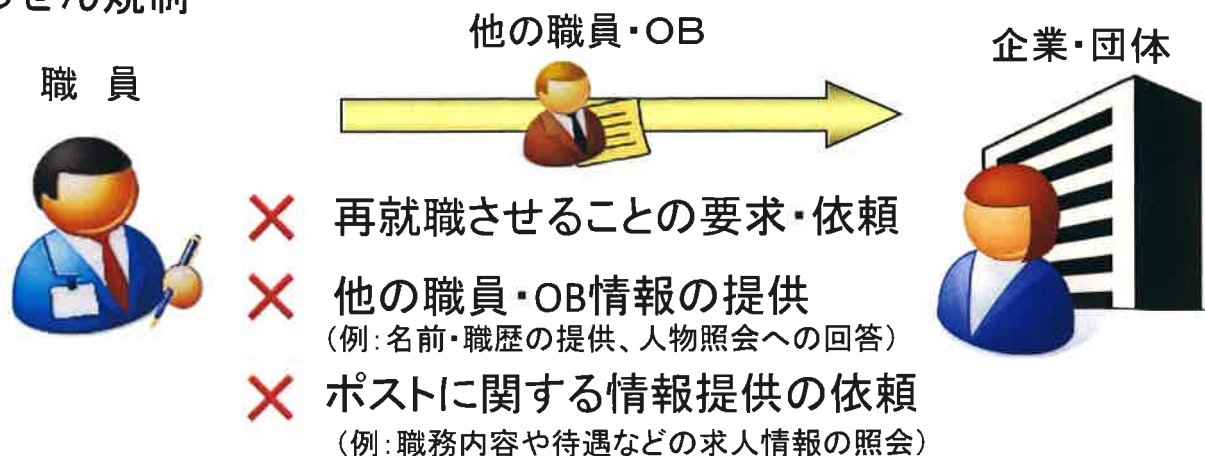 規制
他の職員・OB
企業・団体
職 員
× 再就職させることの要求・依頼
× 他の職員・OB情報の提供
(例:名前・職歴の提供、人物照会への回答)
× ポストに関する情報提供の依頼
(例:職務内容や待遇などの求人情報の照会)